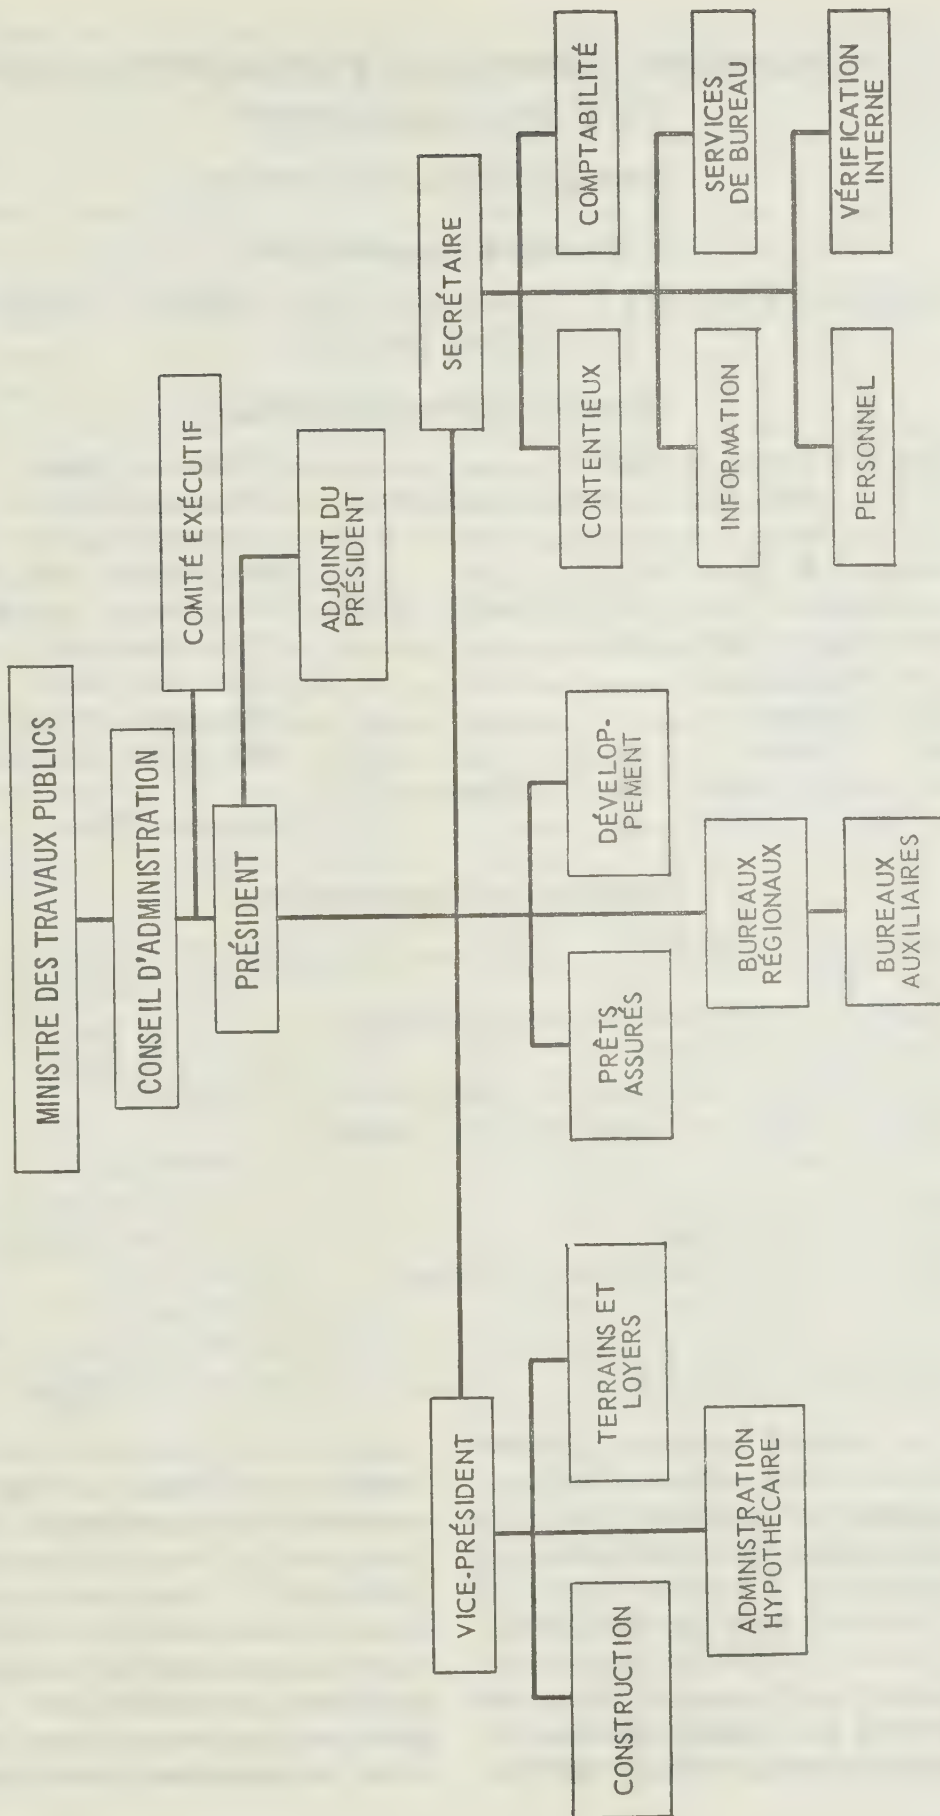 MINISTRE DES TRAVAUX PUBLICS
CONSEIL D'ADMINISTRATION
COMITÉ EXÉCUTIF
PRÉSIDENT
ADJOINT DU
PRÉSIDENT
VICE-PRÉSIDENT
SECRÉTAIRE
CONSTRUCTION
TERRAINS ET
LOYERS
ADMINISTRATION
HYPOTHÉCAIRE
PRÊTS
ASSURÉS
DÉVELOP-
PEMENT
BUREAUX
RÉGIONAUX
BUREAUX
AUXILIAIRES
CONTENTIEUX
COMPTABILITÉ
INFORMATION
SERVICES
DE BUREAU
PERSONNEL
VÉRIFICATION
INTERNE